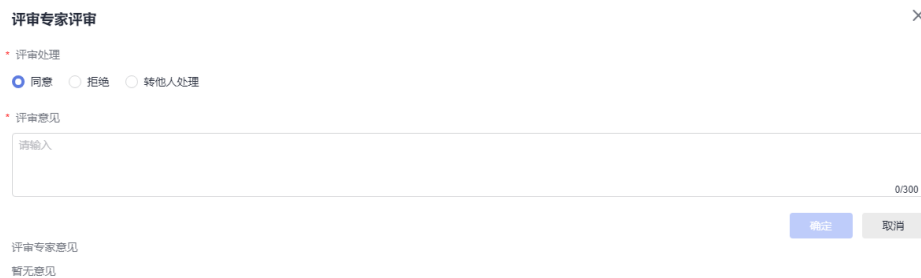 评审专家评审
* 评审处理
同意 拒绝 转他人处理
* 评审意见
请输入
0/300
确定 取消
评审专家意见
暂无意见